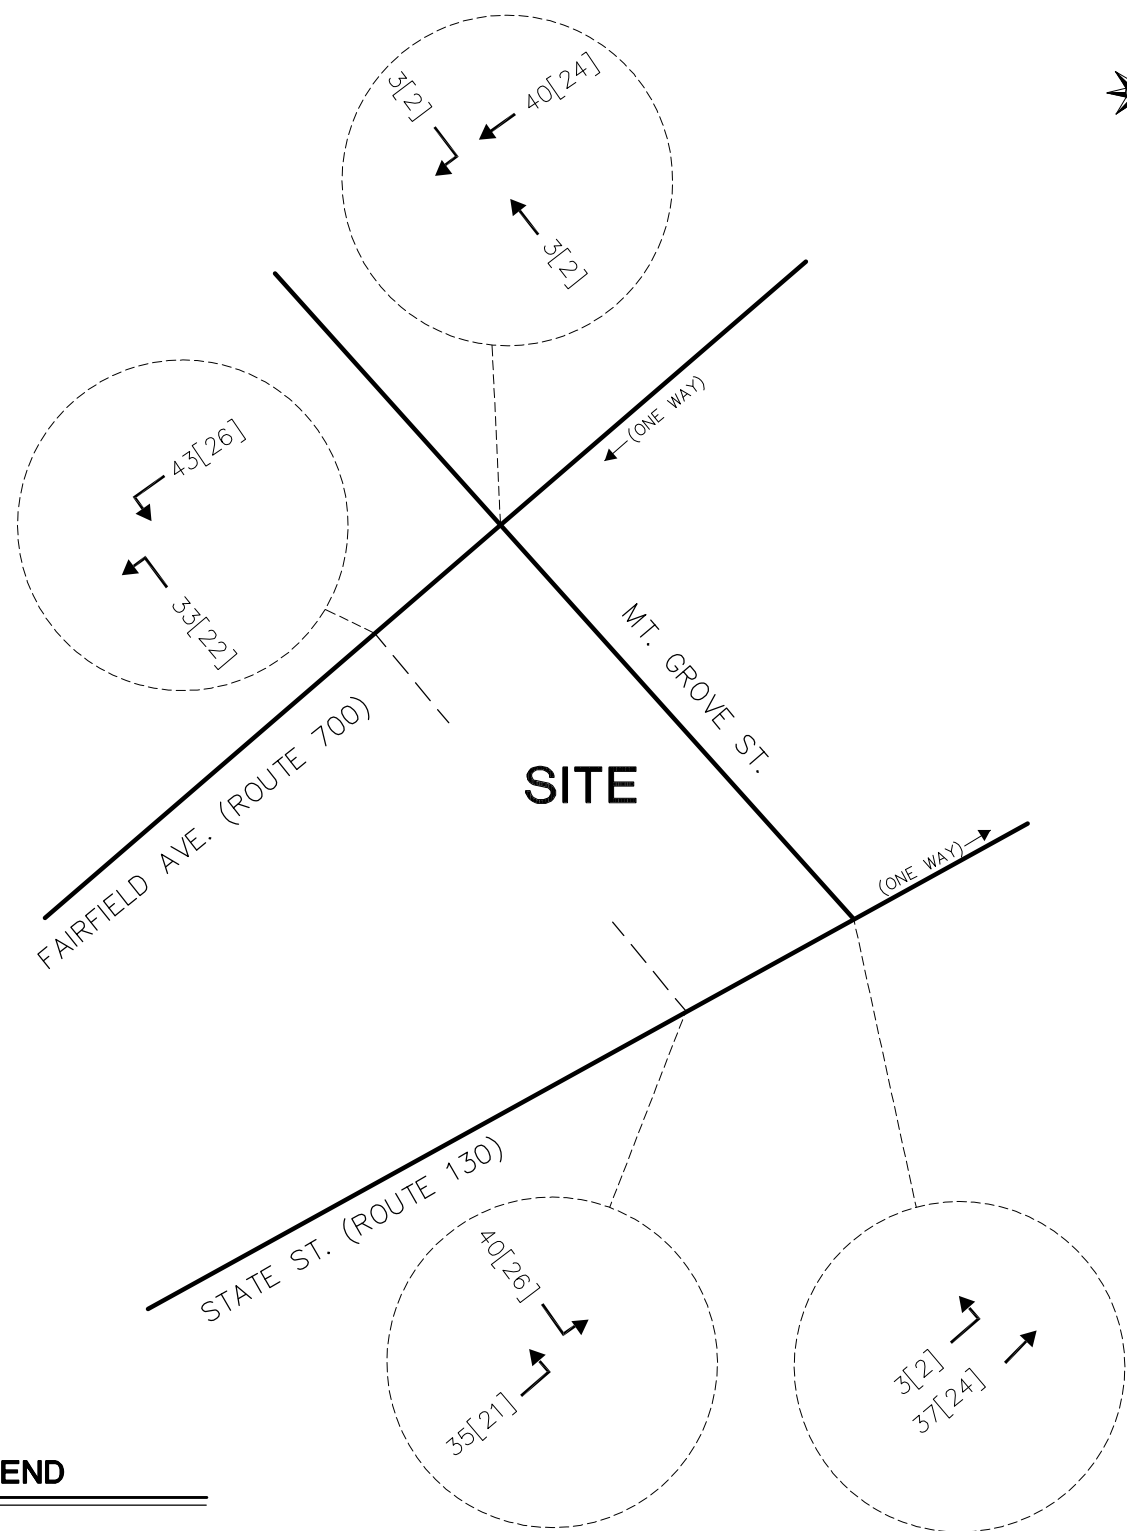 3[2]
40[24]
3[2]
(ONE WAY)
43[26]
33[22]
MT. GROVE ST.
FAIRFIELD AVE. (ROUTE 700)
SITE
(ONE WAY)
STATE ST. (ROUTE 130)
40[26]
35[21]
3[2]
37[24]
END